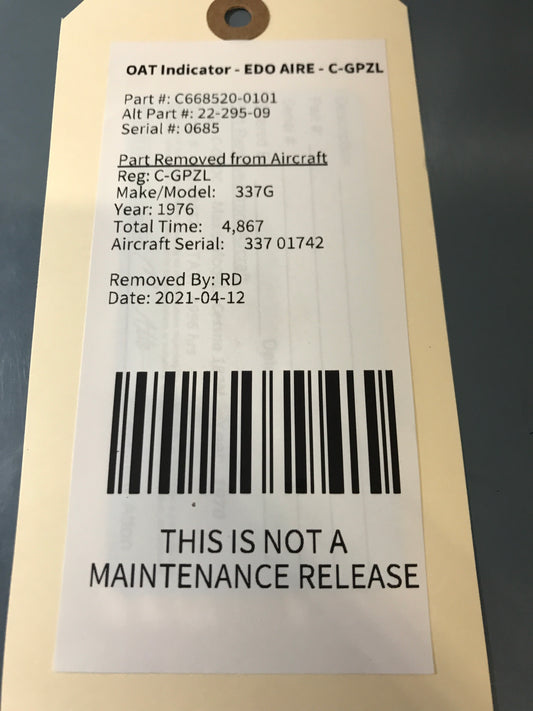 OAT Indicator - EDO AIRE - C-GPZL
Part #: C668520-0101
Alt Part #: 22-295-09
Serial #: 0685
Part Removed from Aircraft
Reg: C-GPZL
Make/Model: 337G
Year: 1976
Total Time: 4,867
Aircraft Serial: 337 01742
Removed By: RD
Date: 2021-04-12
THIS IS NOT A
MAINTENANCE RELEASE